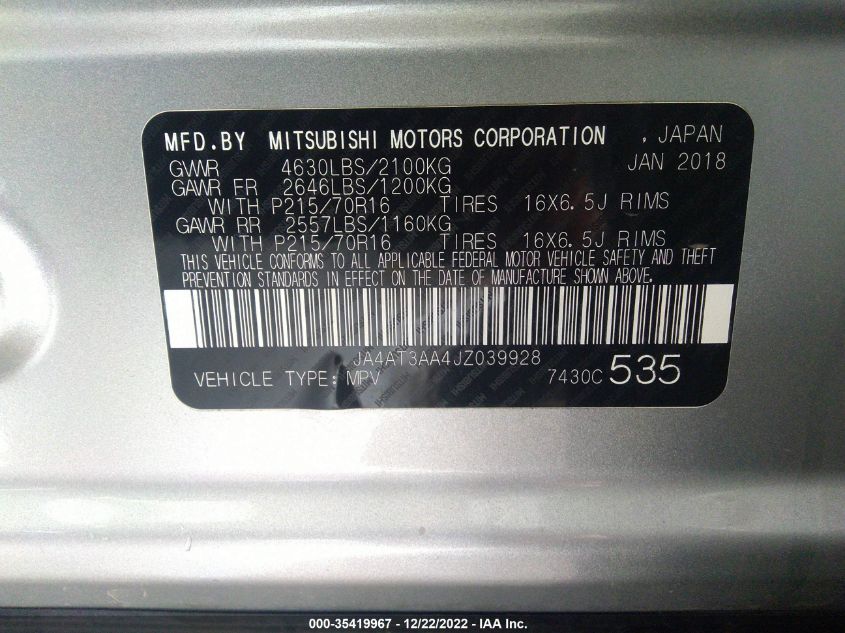 MFD.BY MITSUBISHI MOTORS CORPORATION , JAPAN
GVWR 4630LBS/2100KG JAN 2018
GAWR FR 2646LBS/1200KG
WITH P215/70R16 TIRES 16X6.5J RIMS
GAWR RR 2557LBS/1160KG
WITH P215/70R16 TIRES 16X6.5J RIMS
THIS VEHICLE CONFORMS TO ALL APPLICABLE FEDERAL MOTOR VEHICLE SAFETY AND THEFT
PREVENTION STANDARDS IN EFFECT ON THE DATE OF MANUFACTURE SHOWN ABOVE.
JA4AT3AA4JZ039928
VEHICLE TYPE: MPV 7430C 535
000-35419967 - 12/22/2022 - IAA Inc.